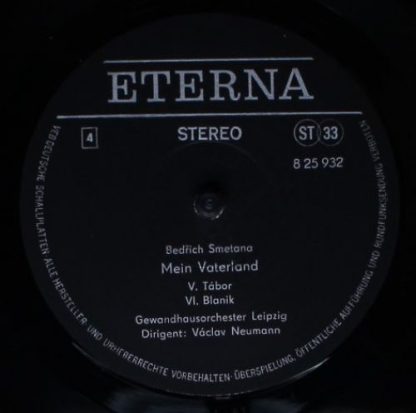 ETERNA
4
STEREO
ST 33
8 25 932
Bedřich Smetana
Mein Vaterland
V. Tábor
VI. Blanik
Gewandhausorchester Leipzig
Dirigent: Václav Neumann
VEB DEUTSCHE SCHALLPLATTEN ALLE HERSTELLER- UND URHEBERRECHTE VORBEHALTEN · ÜBERSPIELUNG, ÖFFENTLICHE AUFFÜHRUNG UND RUNDFUNKSENDUNG VERBOTEN